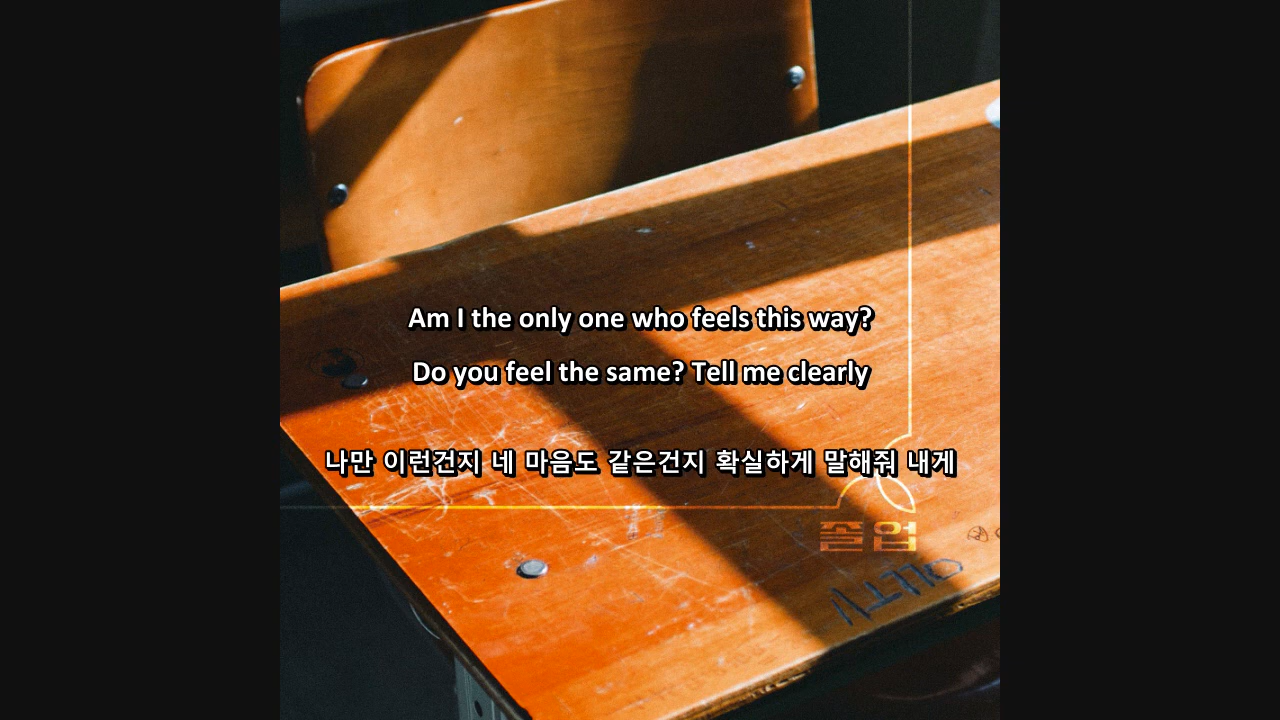 Am I the only one who feels this way?
Do you feel the same? Tell me clearly
나만 이런건지 네 마음도 같은건지 확실하게 말해줘 내게
졸업